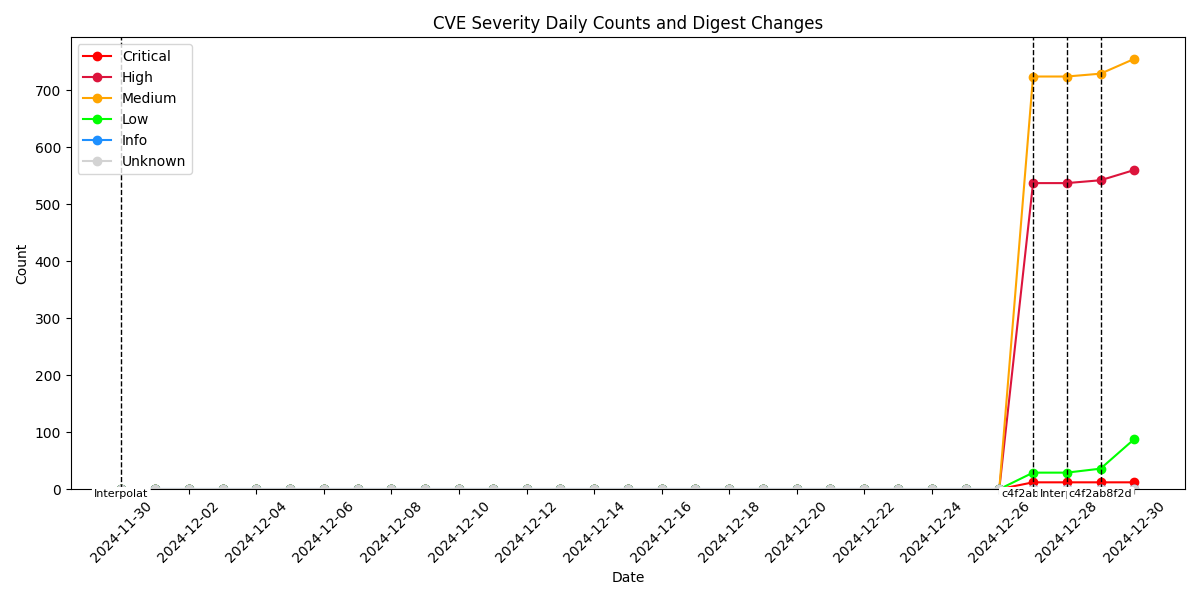 CVE Severity Daily Counts and Digest Changes
Critical
High
Medium
Low
Info
Unknown
700
600
500
400
300
200
100
0
Count
Interpolat
c4f2ab
Inter
c4f2ab8f2d
2024-11-30
2024-12-02
2024-12-04
2024-12-06
2024-12-08
2024-12-10
2024-12-12
2024-12-14
2024-12-16
2024-12-18
2024-12-20
2024-12-22
2024-12-24
2024-12-26
2024-12-28
2024-12-30
Date